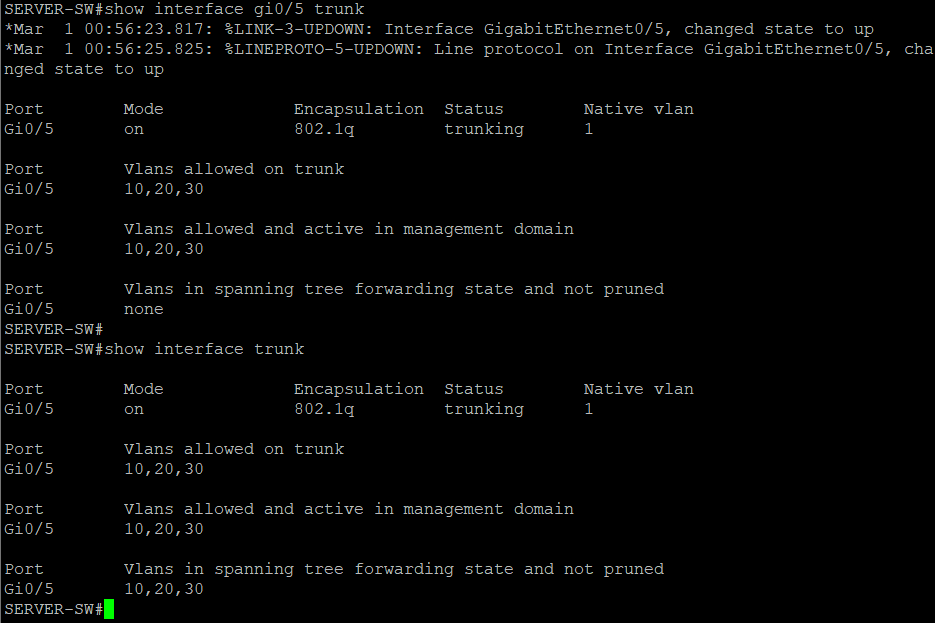 SERVER-SW#show interface gi0/5 trunk
*Mar  1 00:56:23.817: %LINK-3-UPDOWN: Interface GigabitEthernet0/5, changed state to up
*Mar  1 00:56:25.825: %LINEPROTO-5-UPDOWN: Line protocol on Interface GigabitEthernet0/5, cha
nged state to up
Port        Mode             Encapsulation  Status        Native vlan
Gi0/5       on               802.1q         trunking      1
Port        Vlans allowed on trunk
Gi0/5       10,20,30
Port        Vlans allowed and active in management domain
Gi0/5       10,20,30
Port        Vlans in spanning tree forwarding state and not pruned
Gi0/5       none
SERVER-SW#
SERVER-SW#show interface trunk
Port        Mode             Encapsulation  Status        Native vlan
Gi0/5       on               802.1q         trunking      1
Port        Vlans allowed on trunk
Gi0/5       10,20,30
Port        Vlans allowed and active in management domain
Gi0/5       10,20,30
Port        Vlans in spanning tree forwarding state and not pruned
Gi0/5       10,20,30
SERVER-SW#